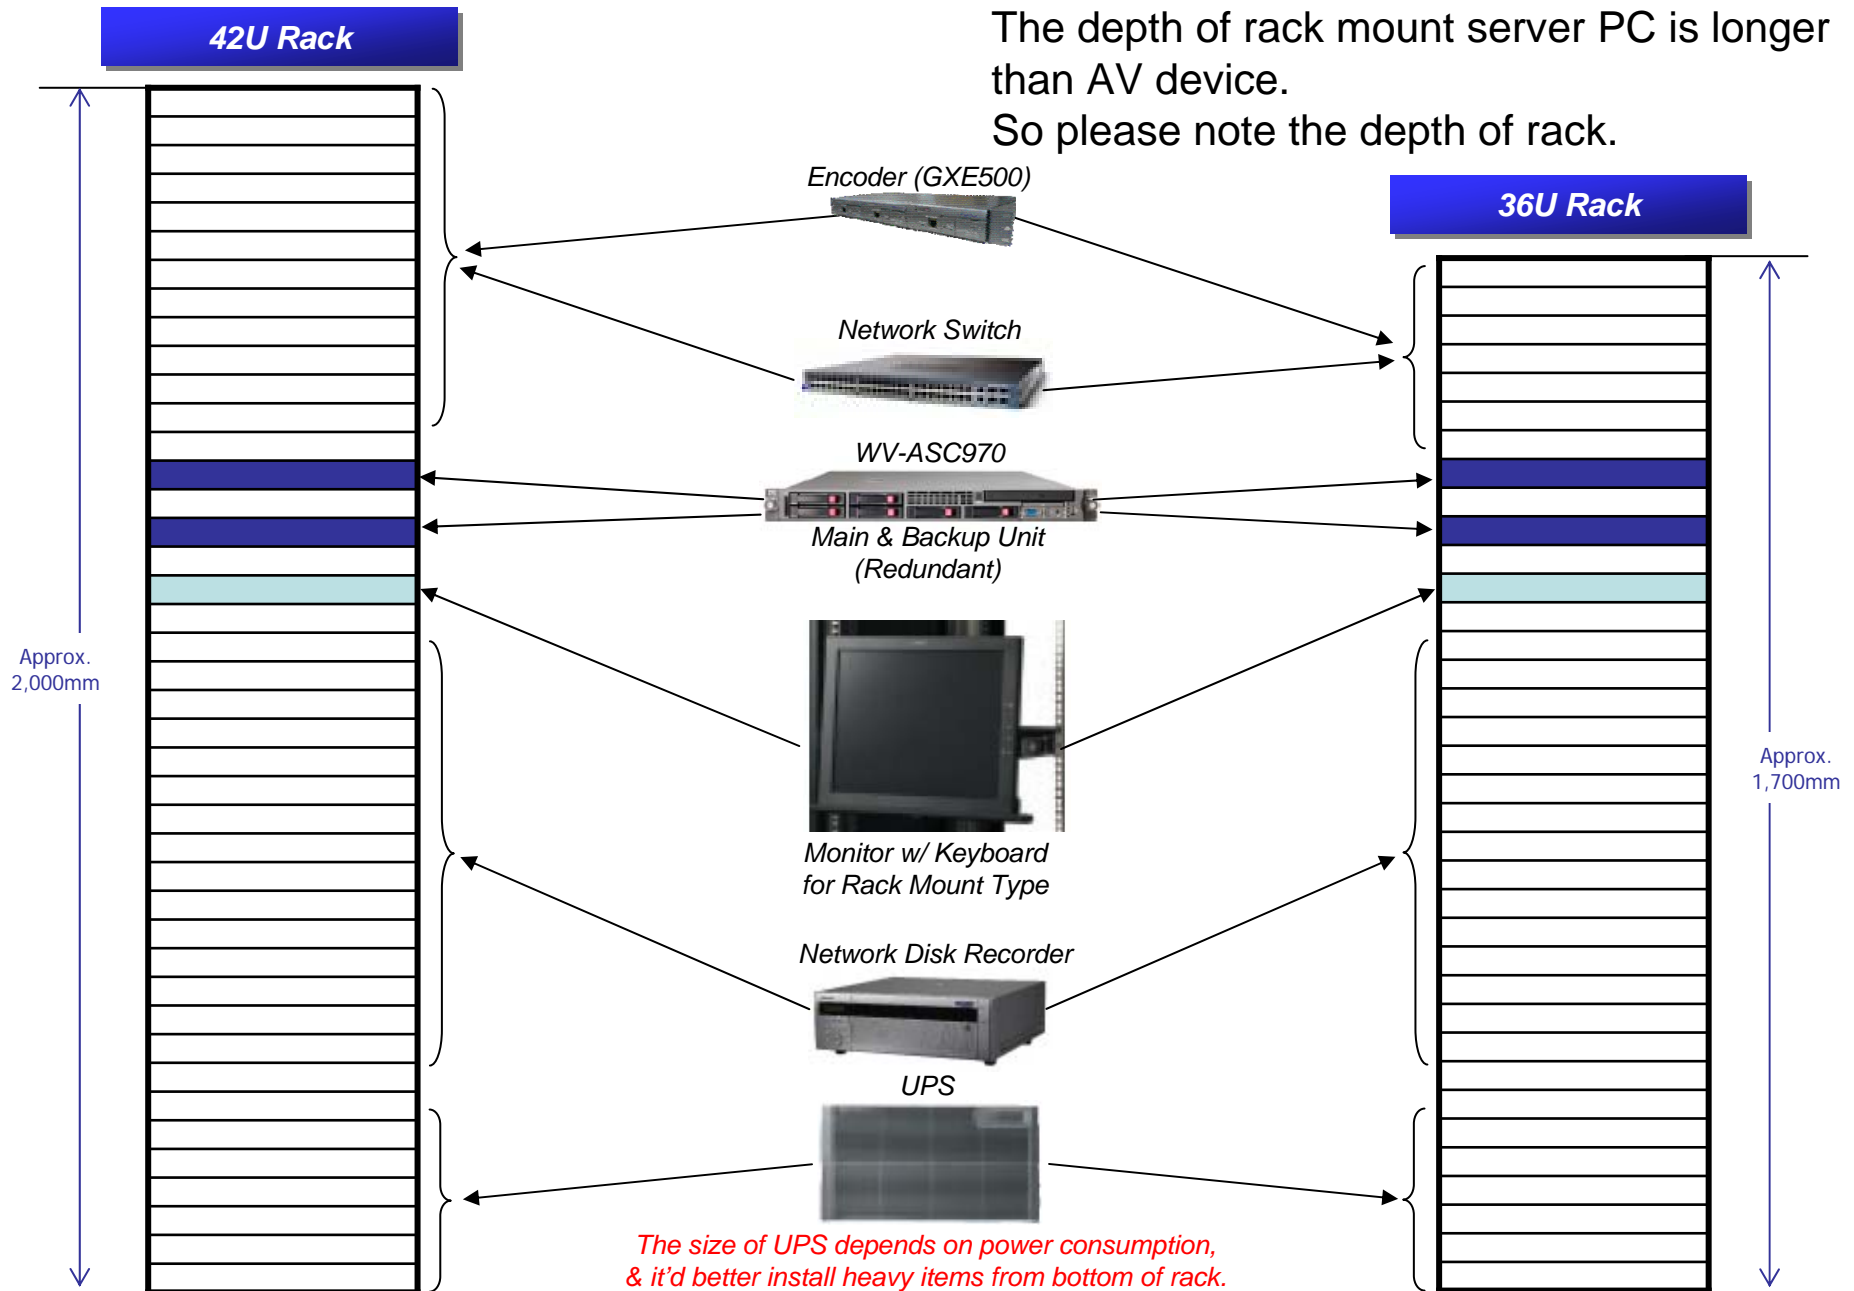 42U Rack
The depth of rack mount server PC is longer
than AV device.
So please note the depth of rack.
Encoder (GXE500)
36U Rack
Network Switch
WV-ASC970
Main & Backup Unit
(Redundant)
Approx.
2,000mm
Approx.
1,700mm
Monitor w/ Keyboard
for Rack Mount Type
Network Disk Recorder
UPS
The size of UPS depends on power consumption,
& it’d better install heavy items from bottom of rack.